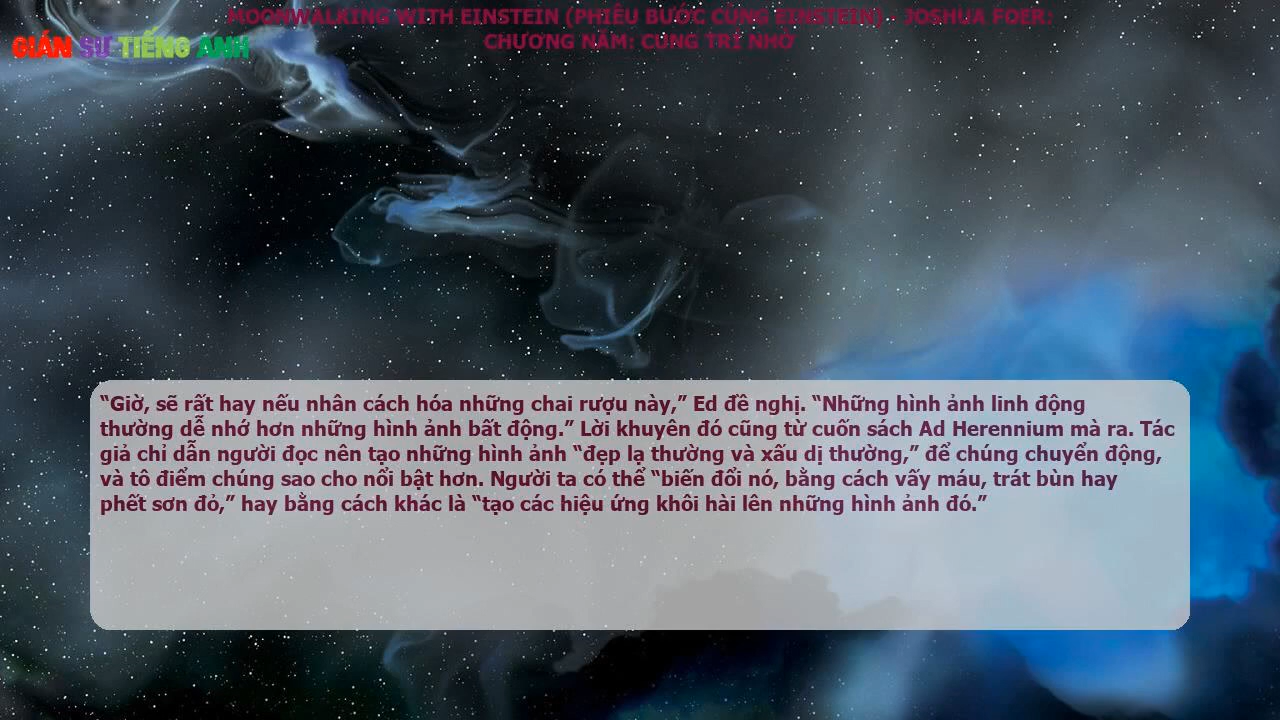 MOONWALKING WITH EINSTEIN (PHIÊU BƯỚC CÙNG EINSTEIN) - JOSHUA FOER:
CHƯƠNG NĂM: CUNG TRÍ NHỚ
GIÁN SƯ TIẾNG ANH
“Giờ, sẽ rất hay nếu nhân cách hóa những chai rượu này,” Ed đề nghị. “Những hình ảnh linh động
thường dễ nhớ hơn những hình ảnh bất động.” Lời khuyên đó cũng từ cuốn sách Ad Herennium mà ra. Tác
giả chỉ dẫn người đọc nên tạo những hình ảnh “đẹp lạ thường và xấu dị thường,” để chúng chuyển động,
và tô điểm chúng sao cho nổi bật hơn. Người ta có thể “biến đổi nó, bằng cách vấy máu, trát bùn hay
phết sơn đỏ,” hay bằng cách khác là “tạo các hiệu ứng khôi hài lên những hình ảnh đó.”